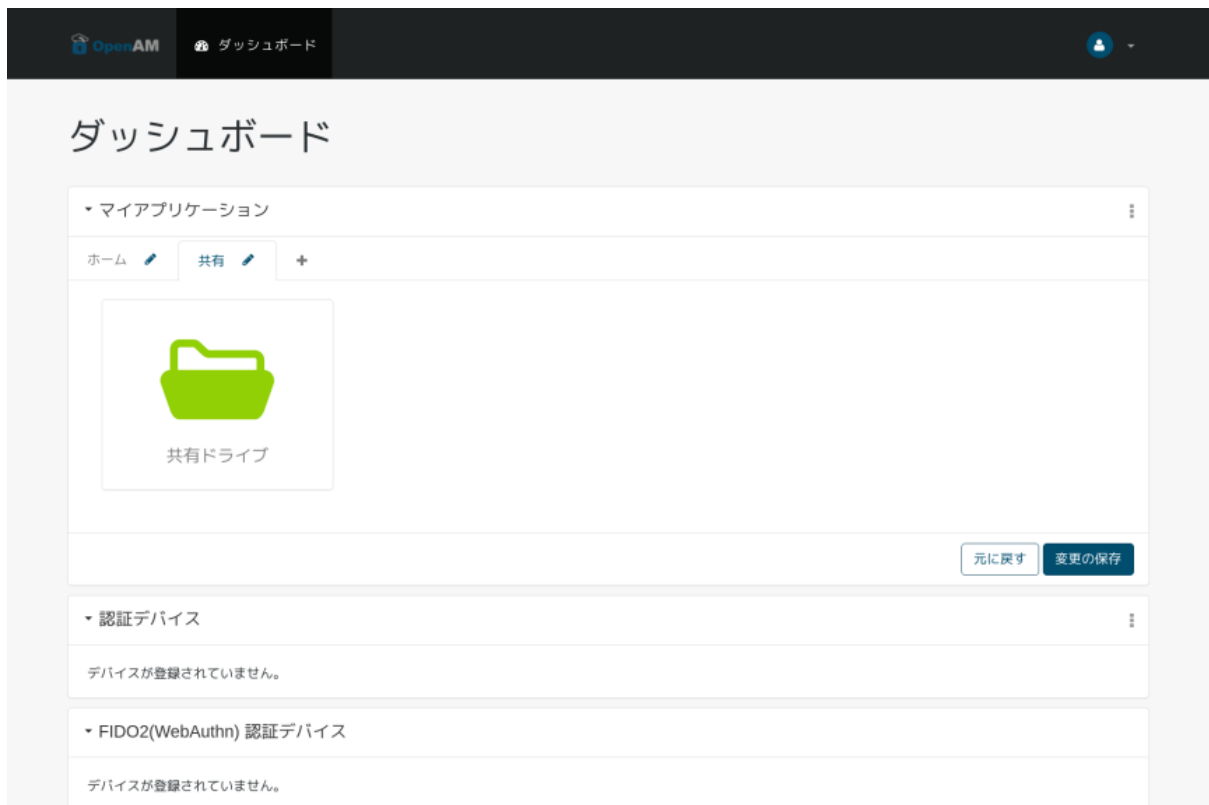 OpenAM ダッシュボード
ダッシュボード
マイアプリケーション
ホーム 共有 +
共有ドライブ
元に戻す 変更の保存
認証デバイス
デバイスが登録されていません。
FIDO2(WebAuthn) 認証デバイス
デバイスが登録されていません。